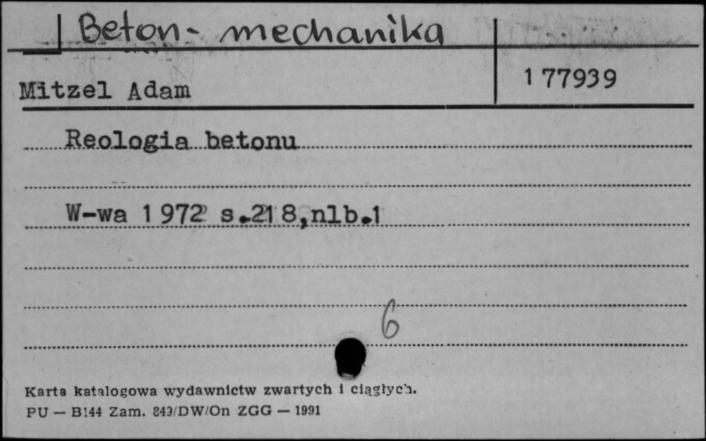 Beton - mechanika
Mitzel Adam
177939
Reologia betonu
W-wa 1972 s.218,nlb.1
6
Karta katalogowa wydawnictw zwartych i ciągłych.
PU — B144 Zam. 843/DW/On ZGG — 1991